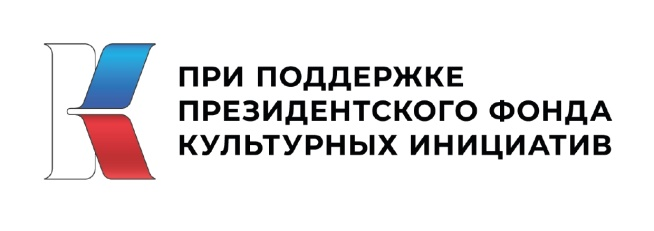 ПРИ ПОДДЕРЖКЕ
ПРЕЗИДЕНТСКОГО ФОНДА
КУЛЬТУРНЫХ ИНИЦИАТИВ